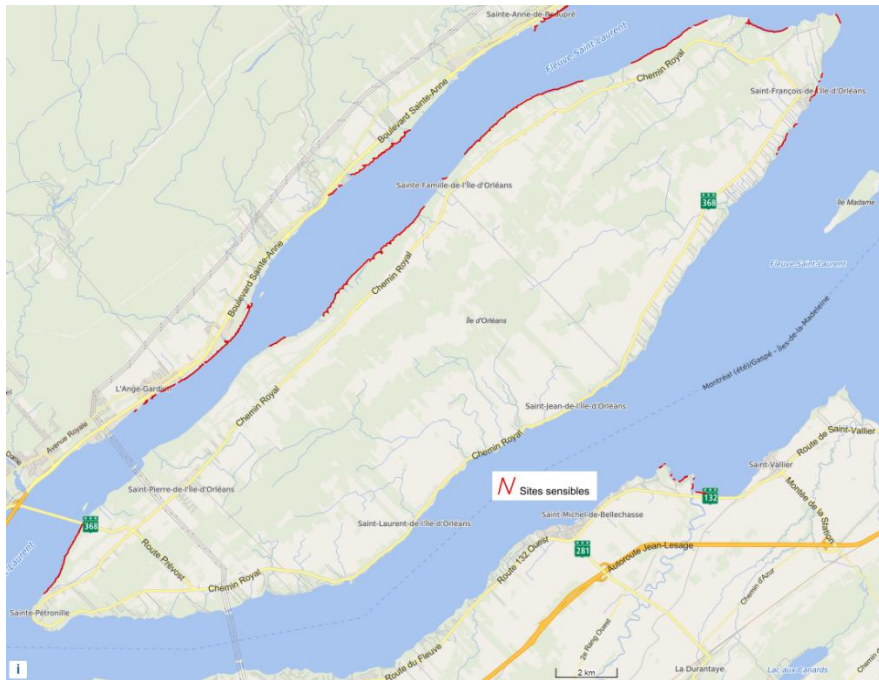 Sainte-Anne-de-Beaupré
Fleuve-Saint-Laurent
Chemin Royal
Saint-François-de-l'Île-d'Orléans
Boulevard Sainte-Anne
Sainte-Famille-de-l'Île-d'Orléans
368
Île Madame
Boulevard Sainte-Anne
Chemin Royal
Fleuve-Saint-Laurent
Île d'Orléans
Montréal (été)/Gaspé - Îles-de-la-Madeleine
L'Ange-Gardien
Saint-Jean-de-l'Île-d'Orléans
Avenue Royale
Chemin Royal
Chemin Royal
Route de Saint-Vallier
Dame
Saint-Vallier
Saint-Pierre-de-l'Île-d'Orléans
Sites sensibles
132
Montée de la Station
368
Saint-Laurent-de-l'Île-d'Orléans
Saint-Michel-de-Bellechasse
Route Prévost
281
Autoroute Jean-Lesage
Route 132 Ouest
Chemin Royal
Chemin d'Azur
Sainte-Pétronille
2e Rang Ouest
Route du Fleuve
2 km
La Durantaye
Lac-aux-Canards
i